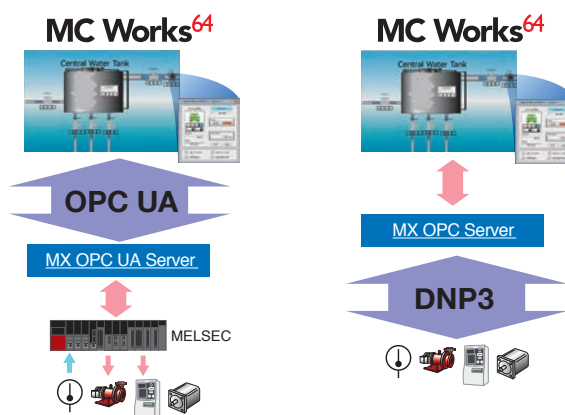 MC Works64
Central Water Tank
OPC UA
MX OPC UA Server
MELSEC
MC Works64
Central Water Tank
MX OPC Server
DNP3